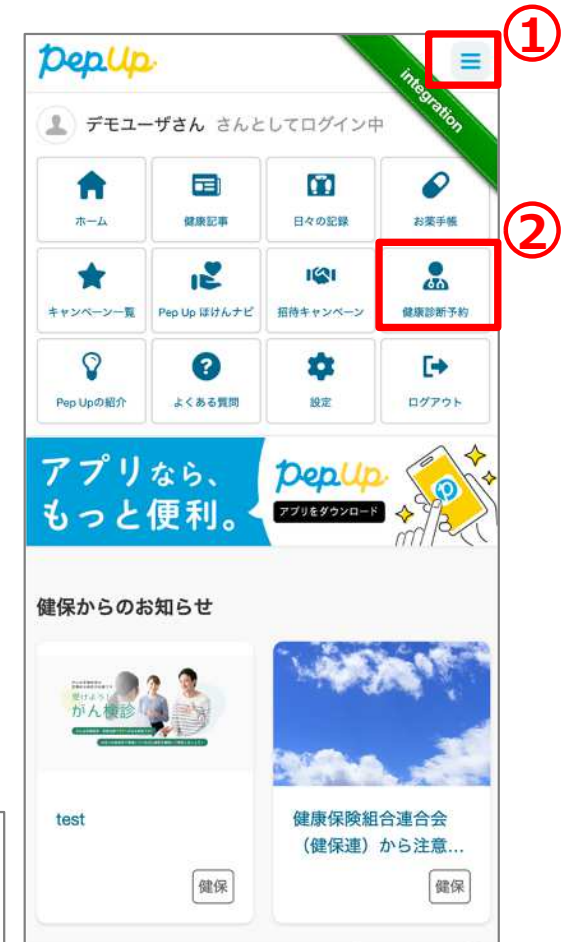 ①
PepUp
integration
デモユーザさん さんとしてログイン中
ホーム
健康記事
日々の記録
お薬手帳
②
キャンペーン一覧
Pep Up ほけんナビ
招待キャンペーン
健康診断予約
Pep Upの紹介
よくある質問
設定
ログアウト
アプリなら、
もっと便利。
PepUp
アプリをダウンロード
健保からのお知らせ
受けよう!
がん検診
test
健保
健康保険組合連合会
（健保連）から注意...
健保